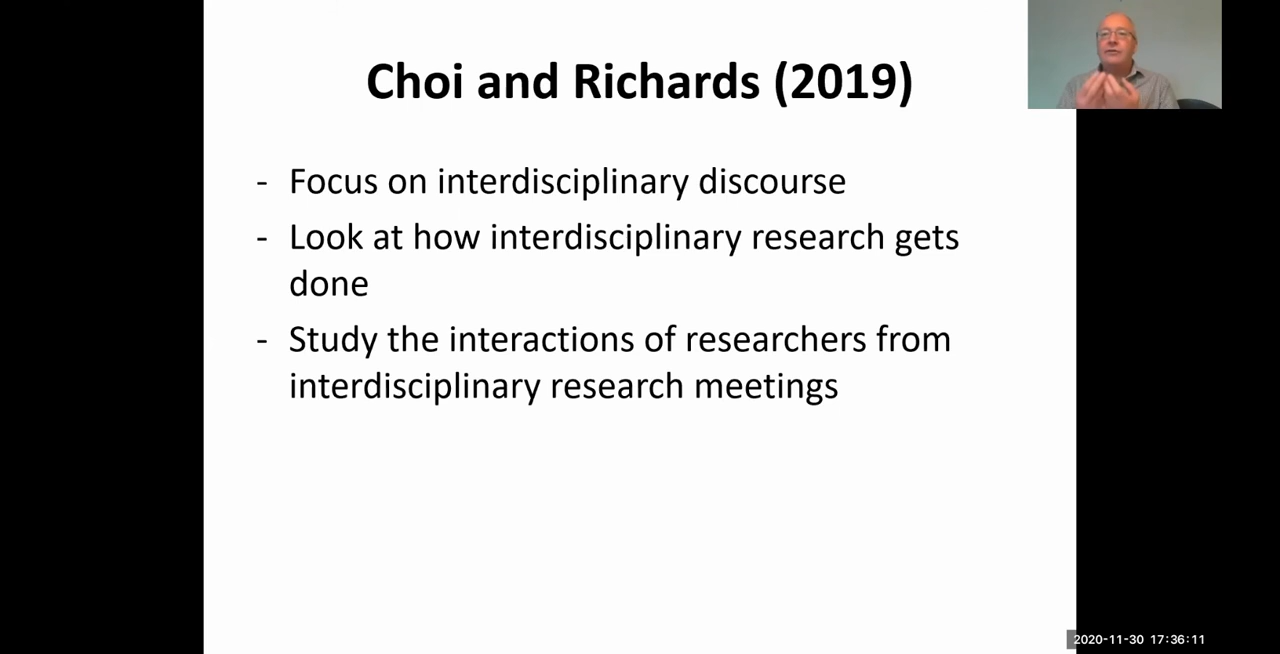 Choi and Richards (2019)
- Focus on interdisciplinary discourse
- Look at how interdisciplinary research gets
done
- Study the interactions of researchers from
interdisciplinary research meetings
2020-11-30 17:36:11